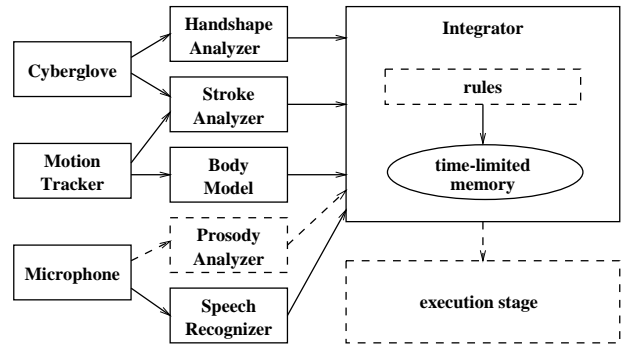 Cyberglove
Motion
Tracker
Microphone
Handshape
Analyzer
Stroke
Analyzer
Body
Model
Prosody
Analyzer
Speech
Recognizer
Integrator
rules
time-limited
memory
execution stage